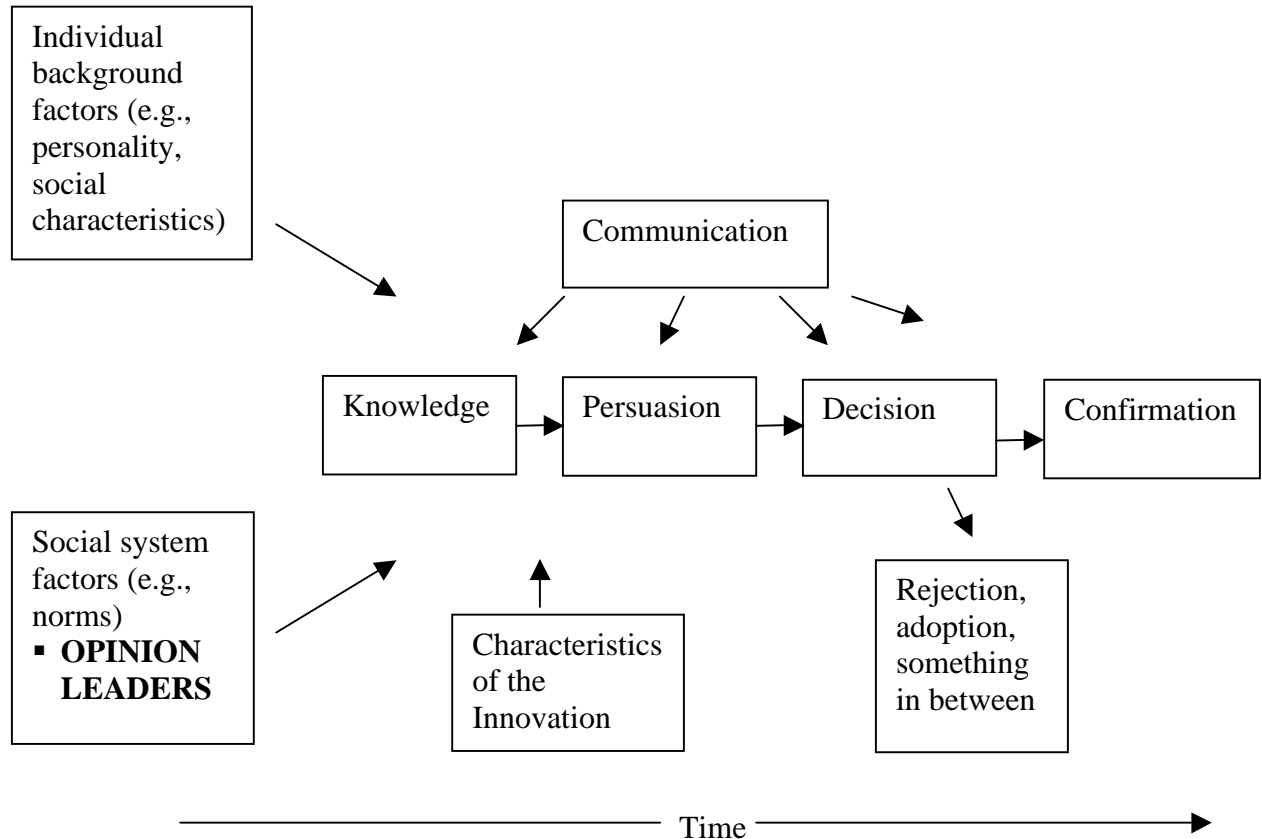 Individual
background
factors (e.g.,
personality,
social
characteristics)
Communication
Knowledge
Persuasion
Decision
Confirmation
Social system
factors (e.g.,
norms)
▪ OPINION
LEADERS
Characteristics
of the
Innovation
Rejection,
adoption,
something
in between
Time